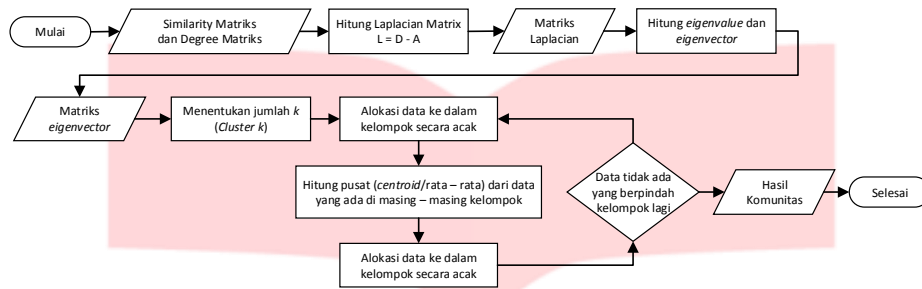 Mulai
Similarity Matriks
dan Degree Matriks
Hitung Laplacian Matrix
L = D - A
Matriks
Laplacian
Hitung eigenvalue dan
eigenvector
Matriks
eigenvector
Menentukan jumlah k
(Cluster k)
Alokasi data ke dalam
kelompok secara acak
Hitung pusat (centroid/rata – rata) dari data
yang ada di masing – masing kelompok
Alokasi data ke dalam
kelompok secara acak
Data tidak ada
yang berpindah
kelompok lagi
Hasil
Komunitas
Selesai